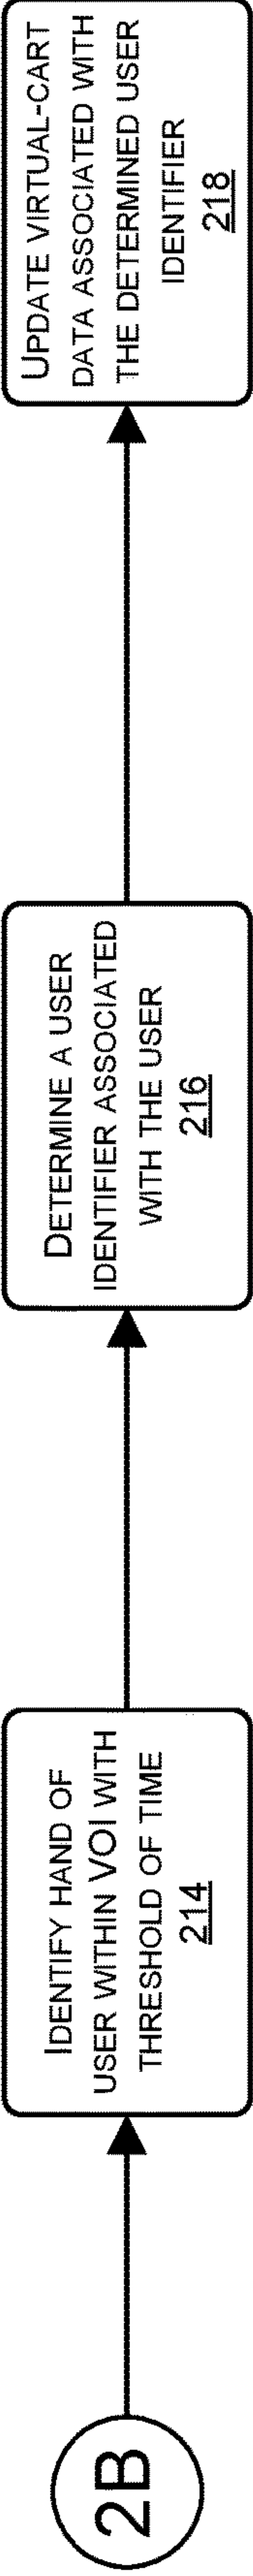 2B
IDENTIFY HAND OF
USER WITHIN VOI WITH
THRESHOLD OF TIME
214
DETERMINE A USER
IDENTIFIER ASSOCIATED
WITH THE USER
216
UPDATE VIRTUAL-CART
DATA ASSOCIATED WITH
THE DETERMINED USER
IDENTIFIER
218